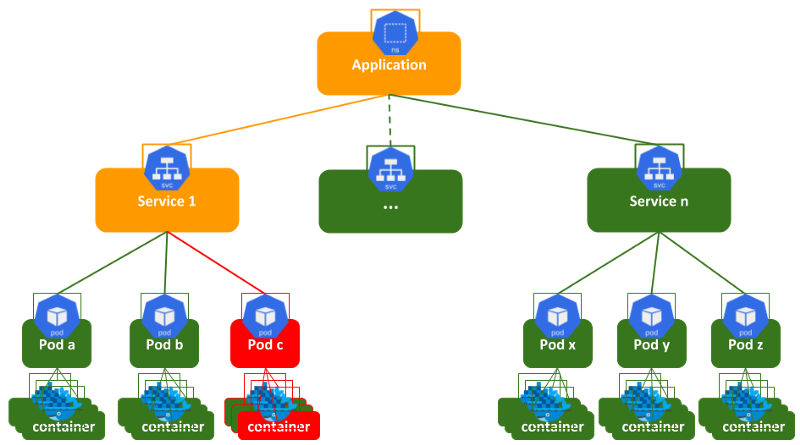 ns
Application
svc
Service 1
svc
...
svc
Service n
pod
Pod a
pod
Pod b
pod
Pod c
pod
Pod x
pod
Pod y
pod
Pod z
container
container
container
container
container
container